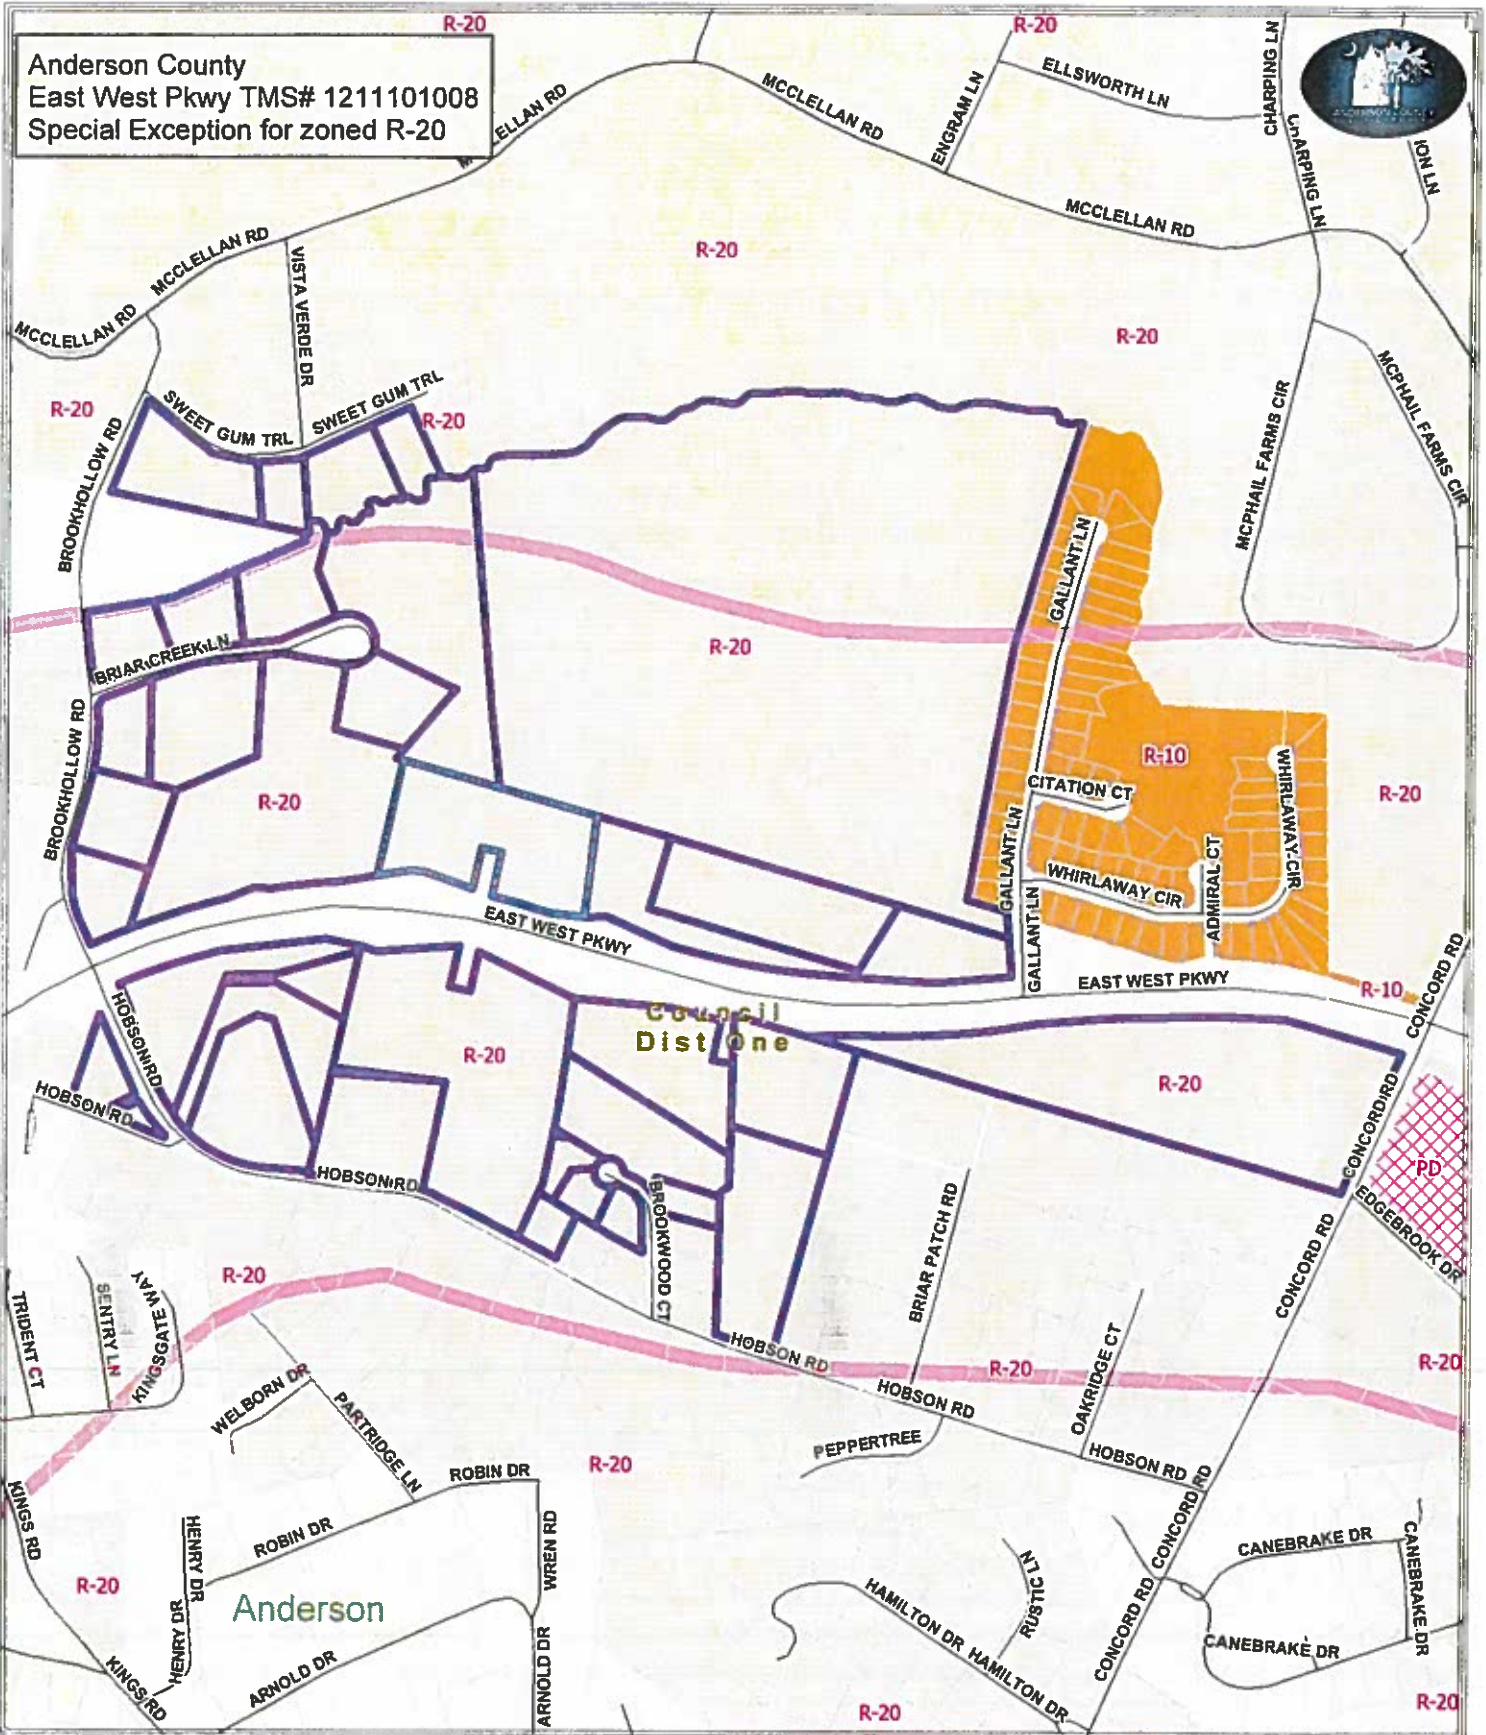 R-20
R-20
Anderson County
East West Pkwy TMS# 1211101008
Special Exception for zoned R-20
CHARPING LN
ELLSWORTH LN
MCCLELLAN RD
ENGRAM LN
CHARPING LN
ION LN
LELLAN RD
MCCLELLAN RD
MCCLELLAN RD
R-20
VISTA VERDE DR
MCCLELLAN RD
R-20
MCPHAIL FARMS CIR
MCPHAIL FARMS CIR
R-20
SWEET GUM TRL
SWEET GUM TRL
R-20
BROOKHOLLOW RD
GALLANT LN
BRIAR CREEK LN
R-20
BROOKHOLLOW RD
R-20
R-10
WHIRLAWAY CIR
CITATION CT
R-20
GALLANT LN
WHIRLAWAY CIR
ADMIRAL CT
GALLANT LN
EAST WEST PKWY
EAST WEST PKWY
R-10
CONCORD RD
HOBSON RD
Council
Dist One
R-20
R-20
CONCORD RD
HOBSON RD
PD
HOBSON RD
BROOKWOOD CT
BRIAR PATCH RD
EDGEBROOK DR
CONCORD RD
R-20
TRIDENT CT
SENTRY LN
KINGSGATE WAY
HOBSON RD
R-20
R-20
OAKRIDGE CT
HOBSON RD
WELBORN DR
PARTRIDGE LN
PEPPERTREE
HOBSON RD
R-20
ROBIN DR
KINGS RD
HENRY DR
ROBIN DR
WREN RD
CONCORD RD
CANEBRAKE DR
CANEBRAKE DR
R-20
Anderson
HENRY DR
RUSTIC LN
HAMILTON DR
CONCORD RD
CANEBRAKE DR
HAMILTON DR
KINGS RD
ARNOLD DR
ARNOLD DR
R-20
R-20